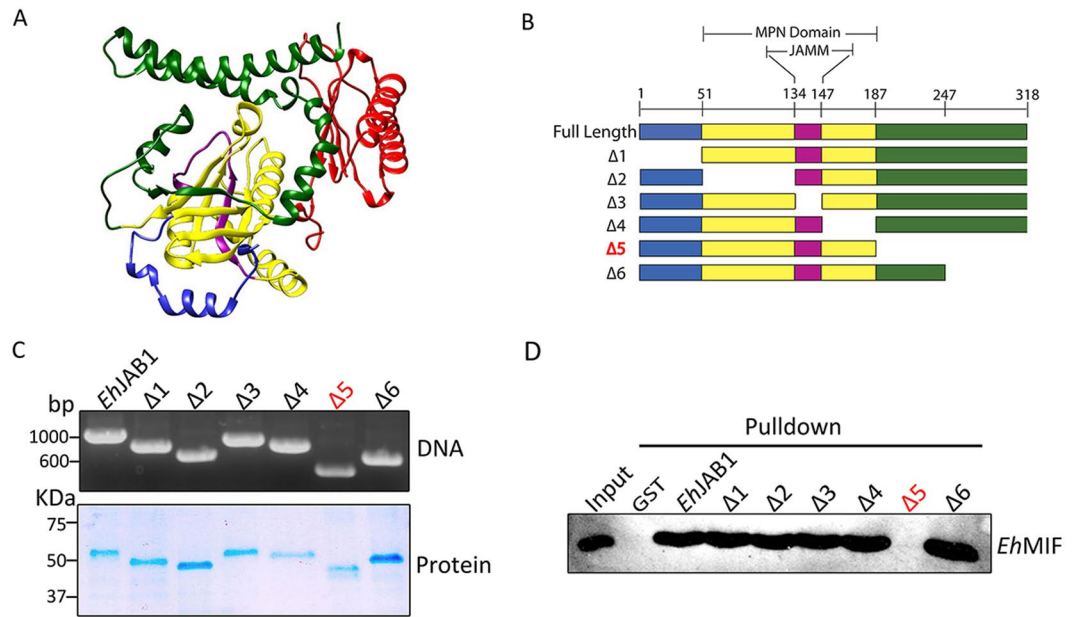 A
B
MPN Domain
JAMM
1 51 134 147 187 247 318
Full Length
Δ1
Δ2
Δ3
Δ4
Δ5
Δ6
C
EhJAB1 Δ1 Δ2 Δ3 Δ4 Δ5 Δ6
bp
1000
600
DNA
KDa
75
50
37
Protein
D
Pulldown
Input GST EhJAB1 Δ1 Δ2 Δ3 Δ4 Δ5 Δ6
EhMIF